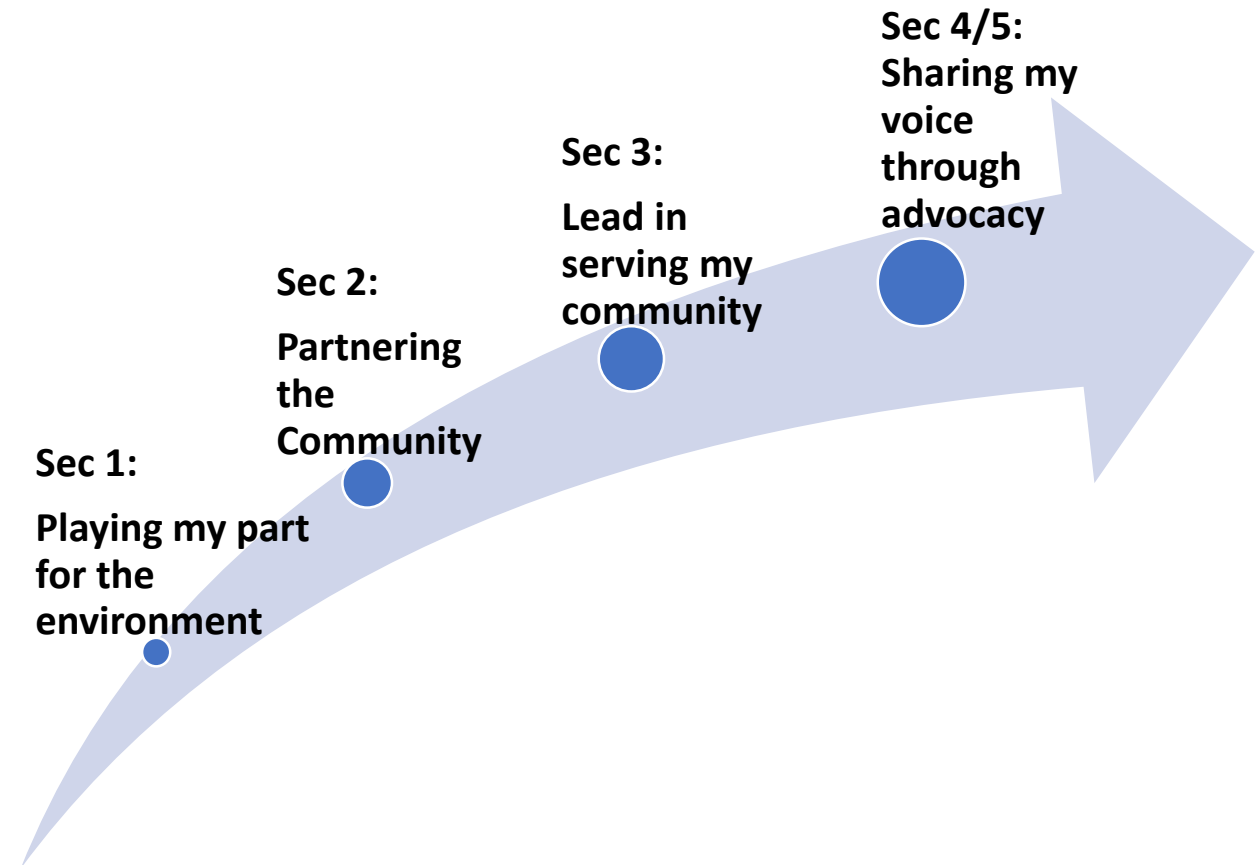 Sec 1:
Playing my part
for the
environment
Sec 2:
Partnering
the
Community
Sec 3:
Lead in
serving my
community
Sec 4/5:
Sharing my
voice
through
advocacy